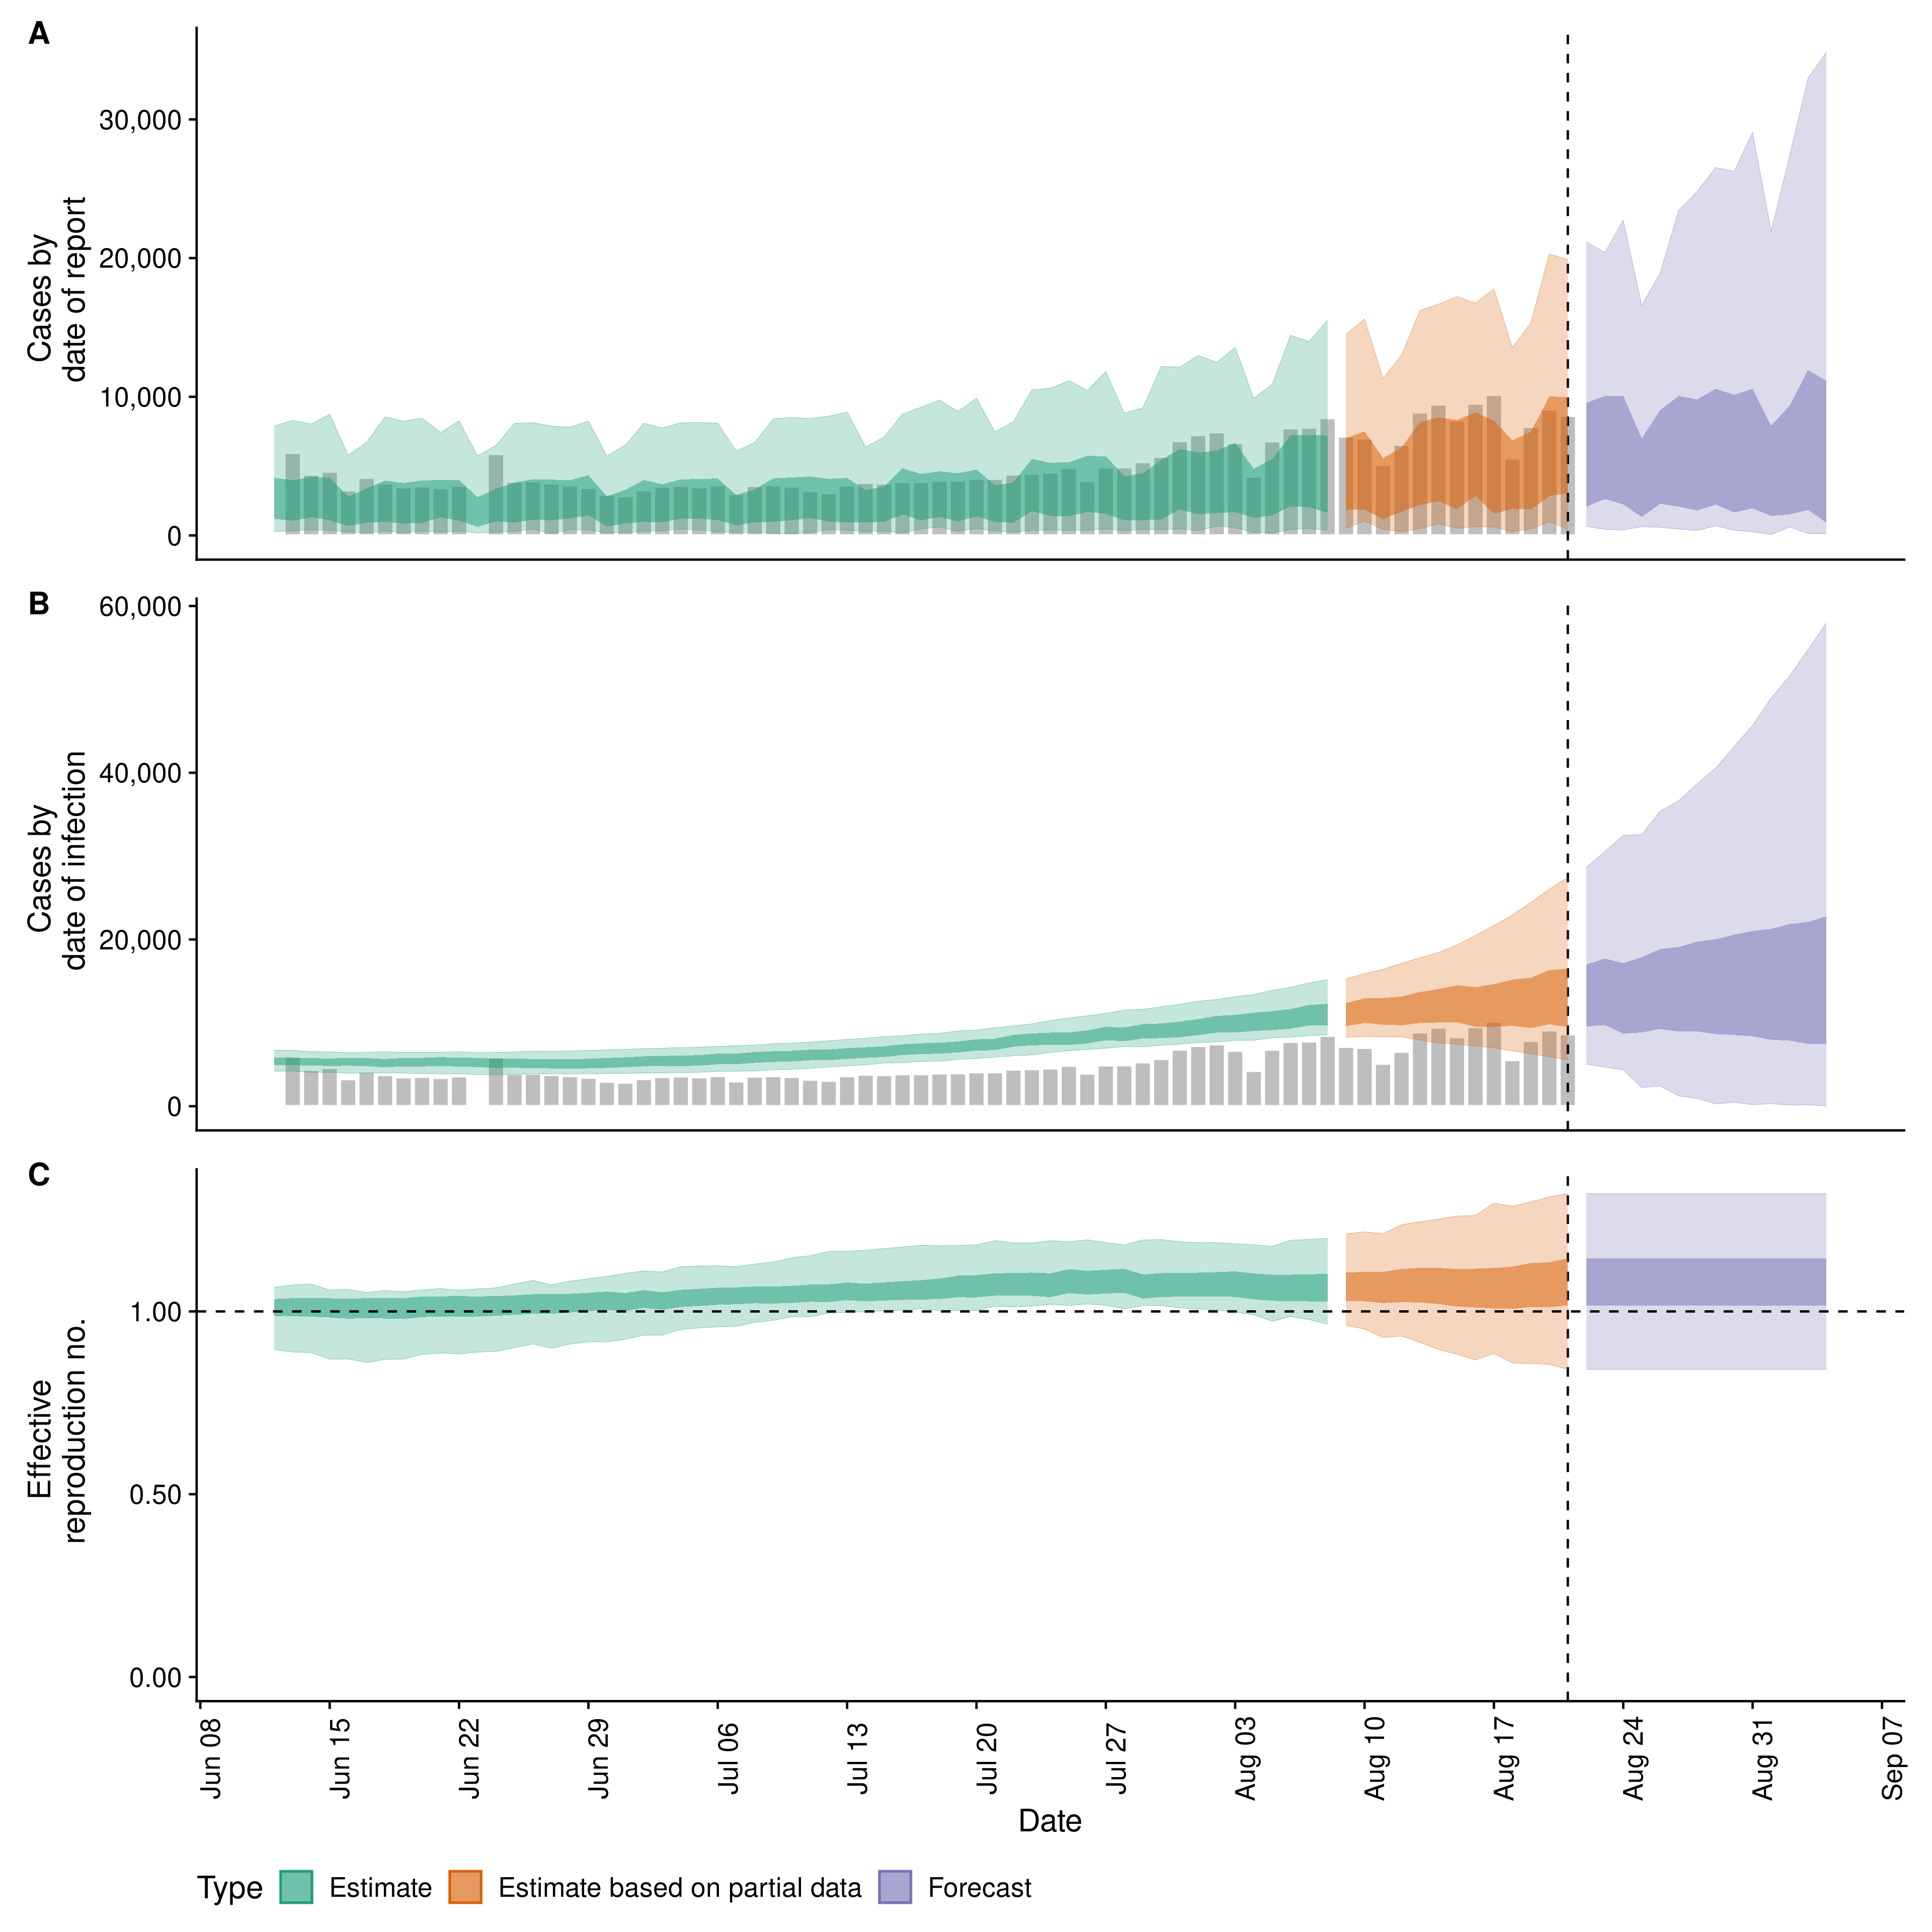 A
Cases by
date of report
30,000
20,000
10,000
0
B
Cases by
date of infection
60,000
40,000
20,000
0
C
Effective
reproduction no.
1.00
0.50
0.00
Jun 08
Jun 15
Jun 22
Jun 29
Jul 06
Jul 13
Jul 20
Jul 27
Aug 03
Aug 10
Aug 17
Aug 24
Aug 31
Sep 07
Date
Type Estimate Estimate based on partial data Forecast